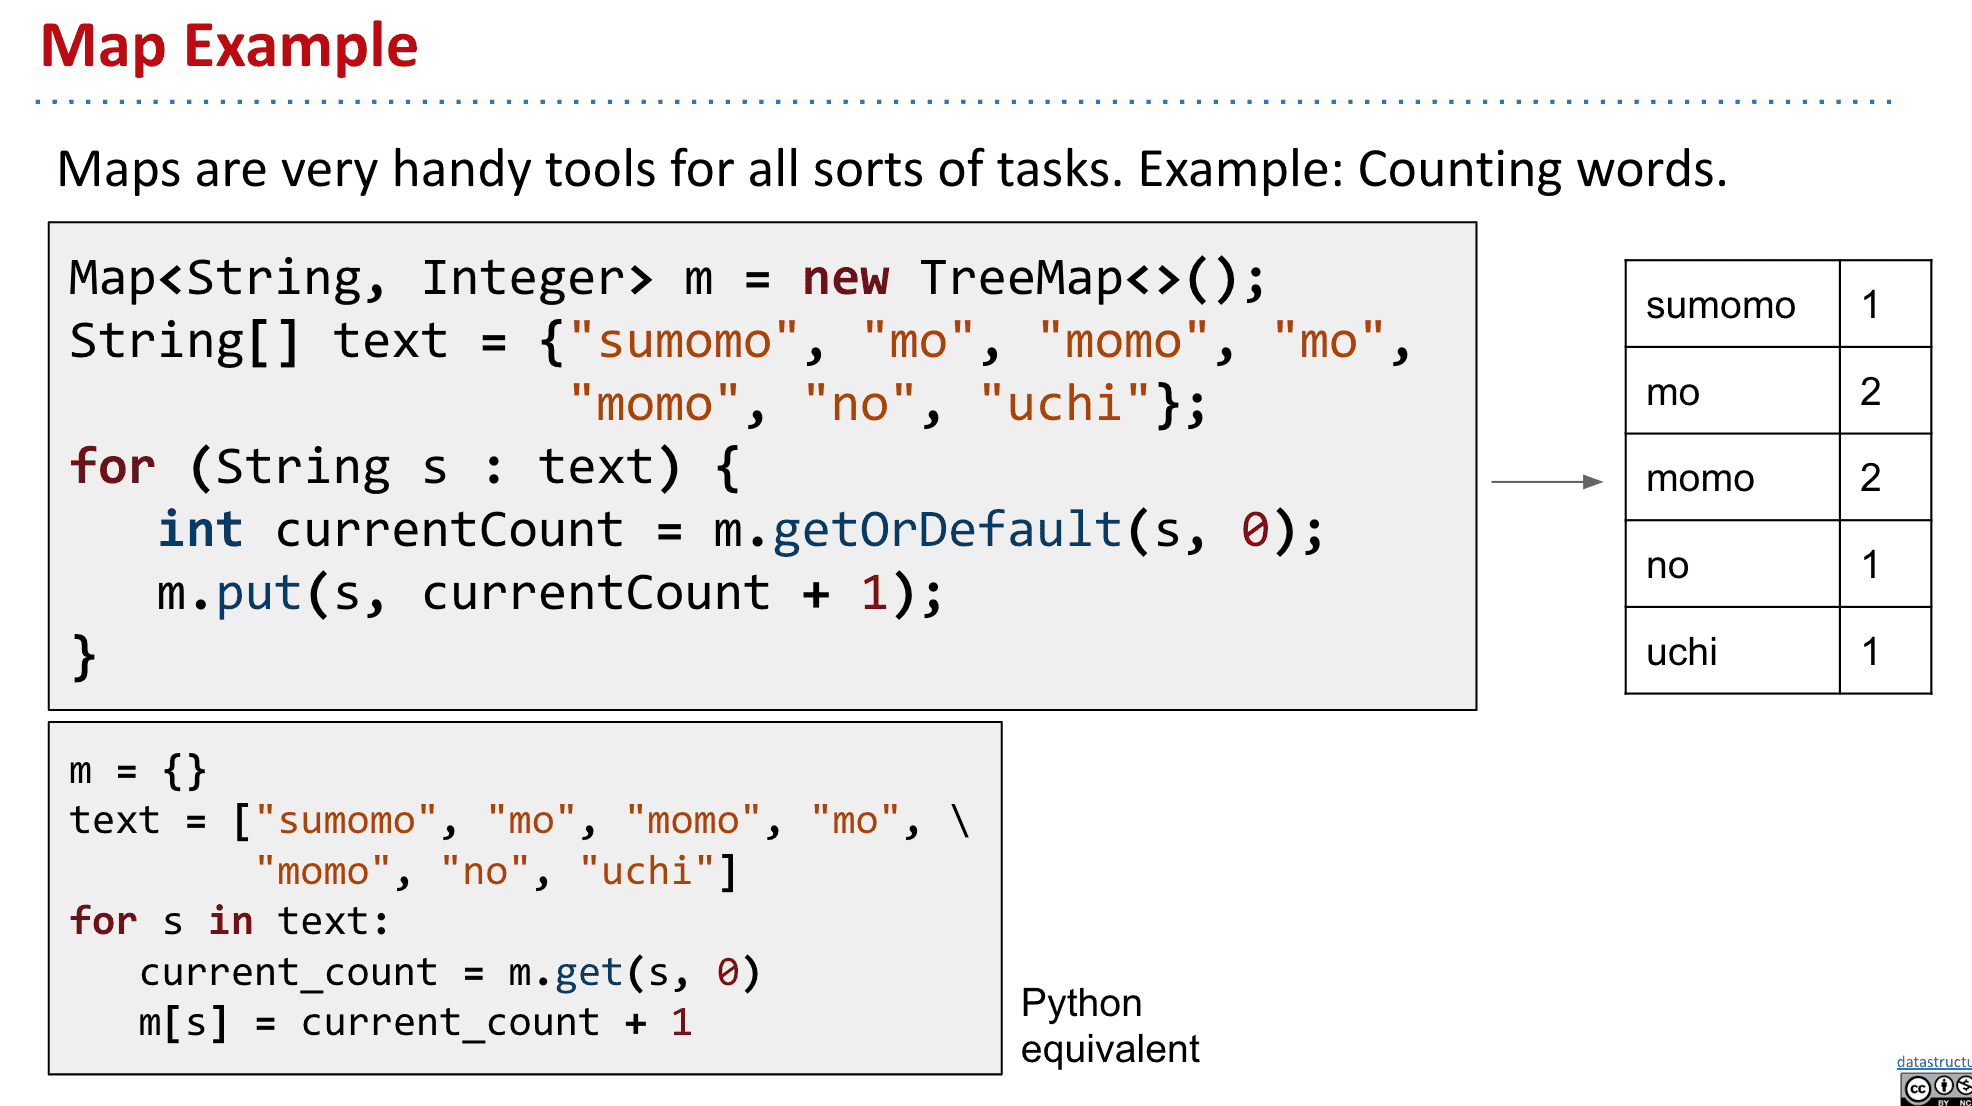 Map Example
Maps are very handy tools for all sorts of tasks. Example: Counting words.
Map<String, Integer> m = new TreeMap<>();
String[] text = {"sumomo", "mo", "momo", "mo",
"momo", "no", "uchi"};
for (String s : text) {
int currentCount = m.getOrDefault(s, 0);
m.put(s, currentCount + 1);
}
sumomo 1
mo 2
momo 2
no 1
uchi 1
m = {}
text = ["sumomo", "mo", "momo", "mo", \
"momo", "no", "uchi"]
for s in text:
current_count = m.get(s, 0)
m[s] = current_count + 1
Python
equivalent
datastructu
cc
BY NC